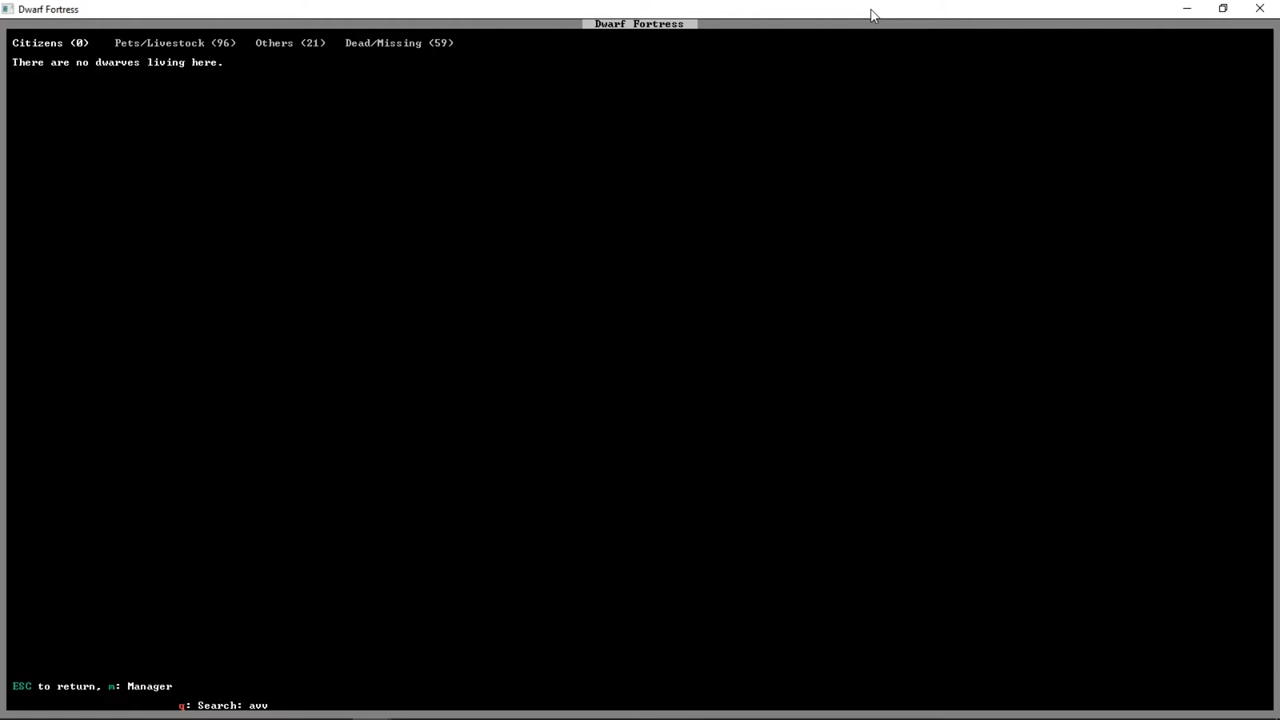 Dwarf Fortress
Dwarf Fortress
Citizens (0) Pets/Livestock (96) Others (21) Dead/Missing (59)
There are no dwarves living here.
ESC to return, m: Manager
q: Search: avv